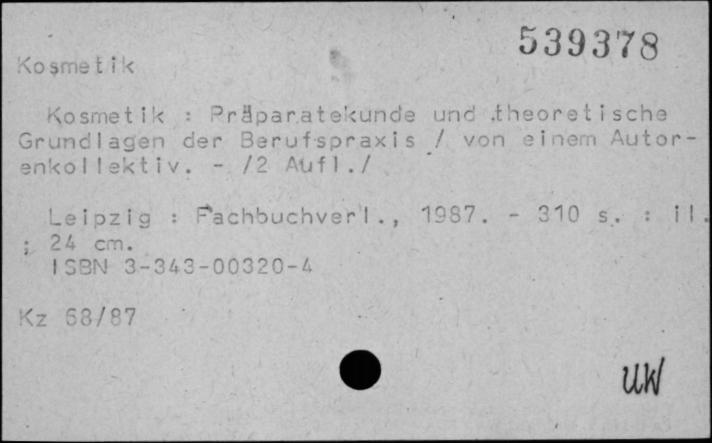 539378
Kosmetik
Kosmetik : Präparatekunde und theoretische
Grundlagen der Berufspraxis / von einem Autor-
enkollektiv. - /2 Aufl./
Leipzig : Fachbuchverl., 1987. - 310 s. : il.
; 24 cm.
ISBN 3-343-00320-4
Kz 68/87
UW